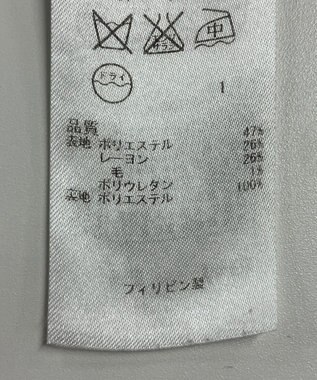 中
ドライ
1
品質 47%
表地 ポリエステル 26%
レーヨン 26%
毛 1%
ポリウレタン 100%
表地 ポリエステル
フィリピン製